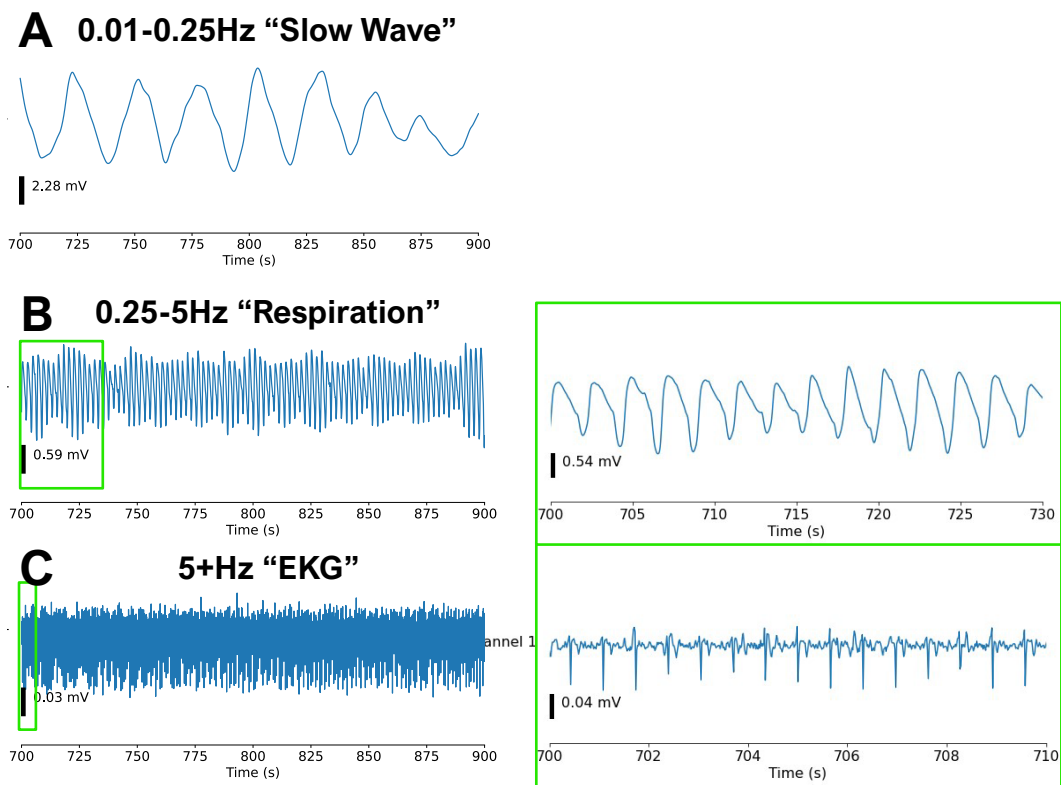 A 0.01-0.25Hz “Slow Wave”
2.28 mV
700 725 750 775 800 825 850 875 900
Time (s)
B 0.25-5Hz “Respiration”
0.59 mV
700 725 750 775 800 825 850 875 900
Time (s)
0.54 mV
700 705 710 715 720 725 730
Time (s)
C 5+Hz “EKG”
annel 1
0.03 mV
700 725 750 775 800 825 850 875 900
Time (s)
0.04 mV
700 702 704 706 708 710
Time (s)